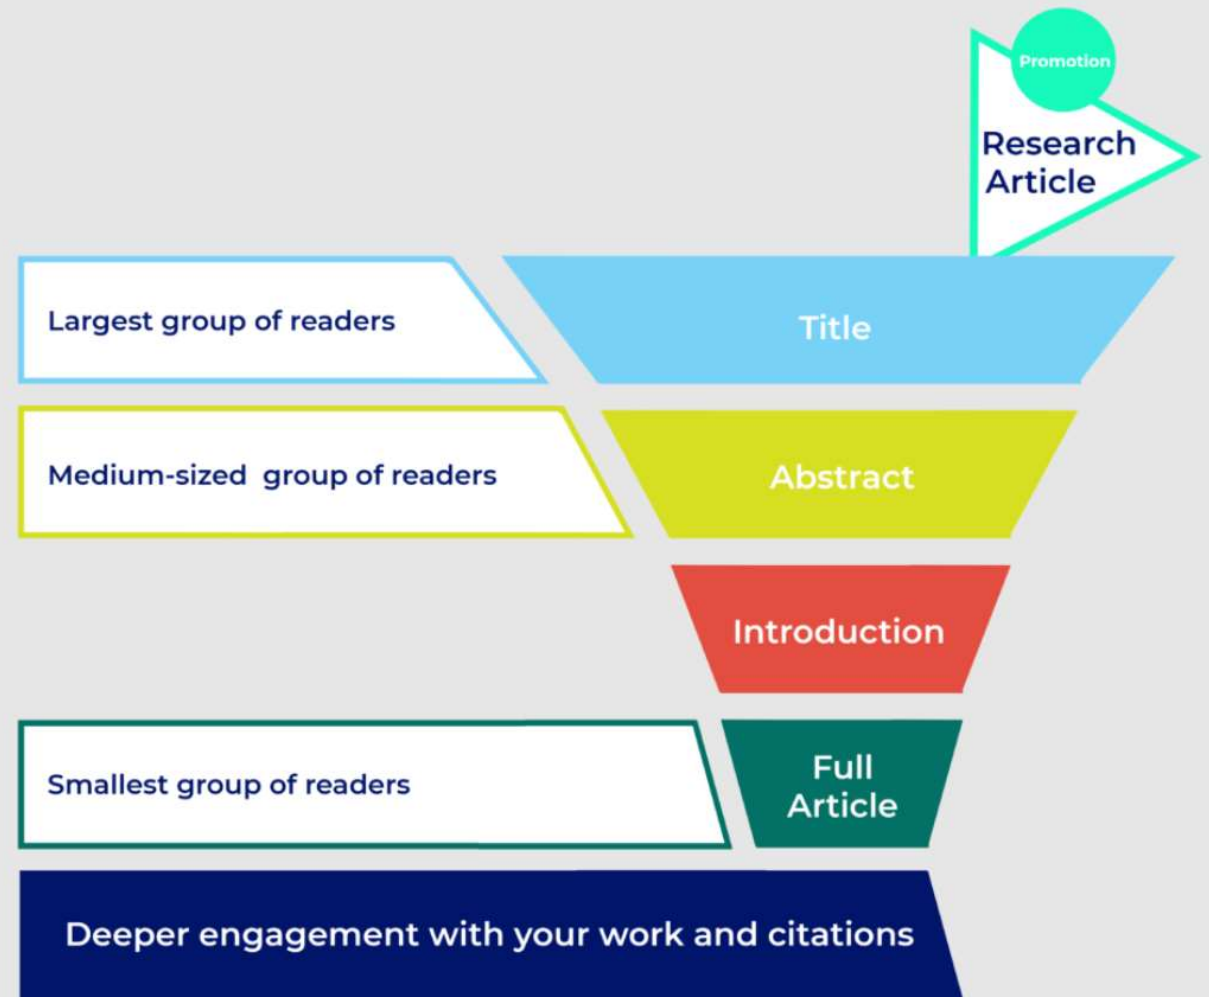 Promotion
Research
Article
Largest group of readers
Title
Medium-sized group of readers
Abstract
Introduction
Smallest group of readers
Full
Article
Deeper engagement with your work and citations